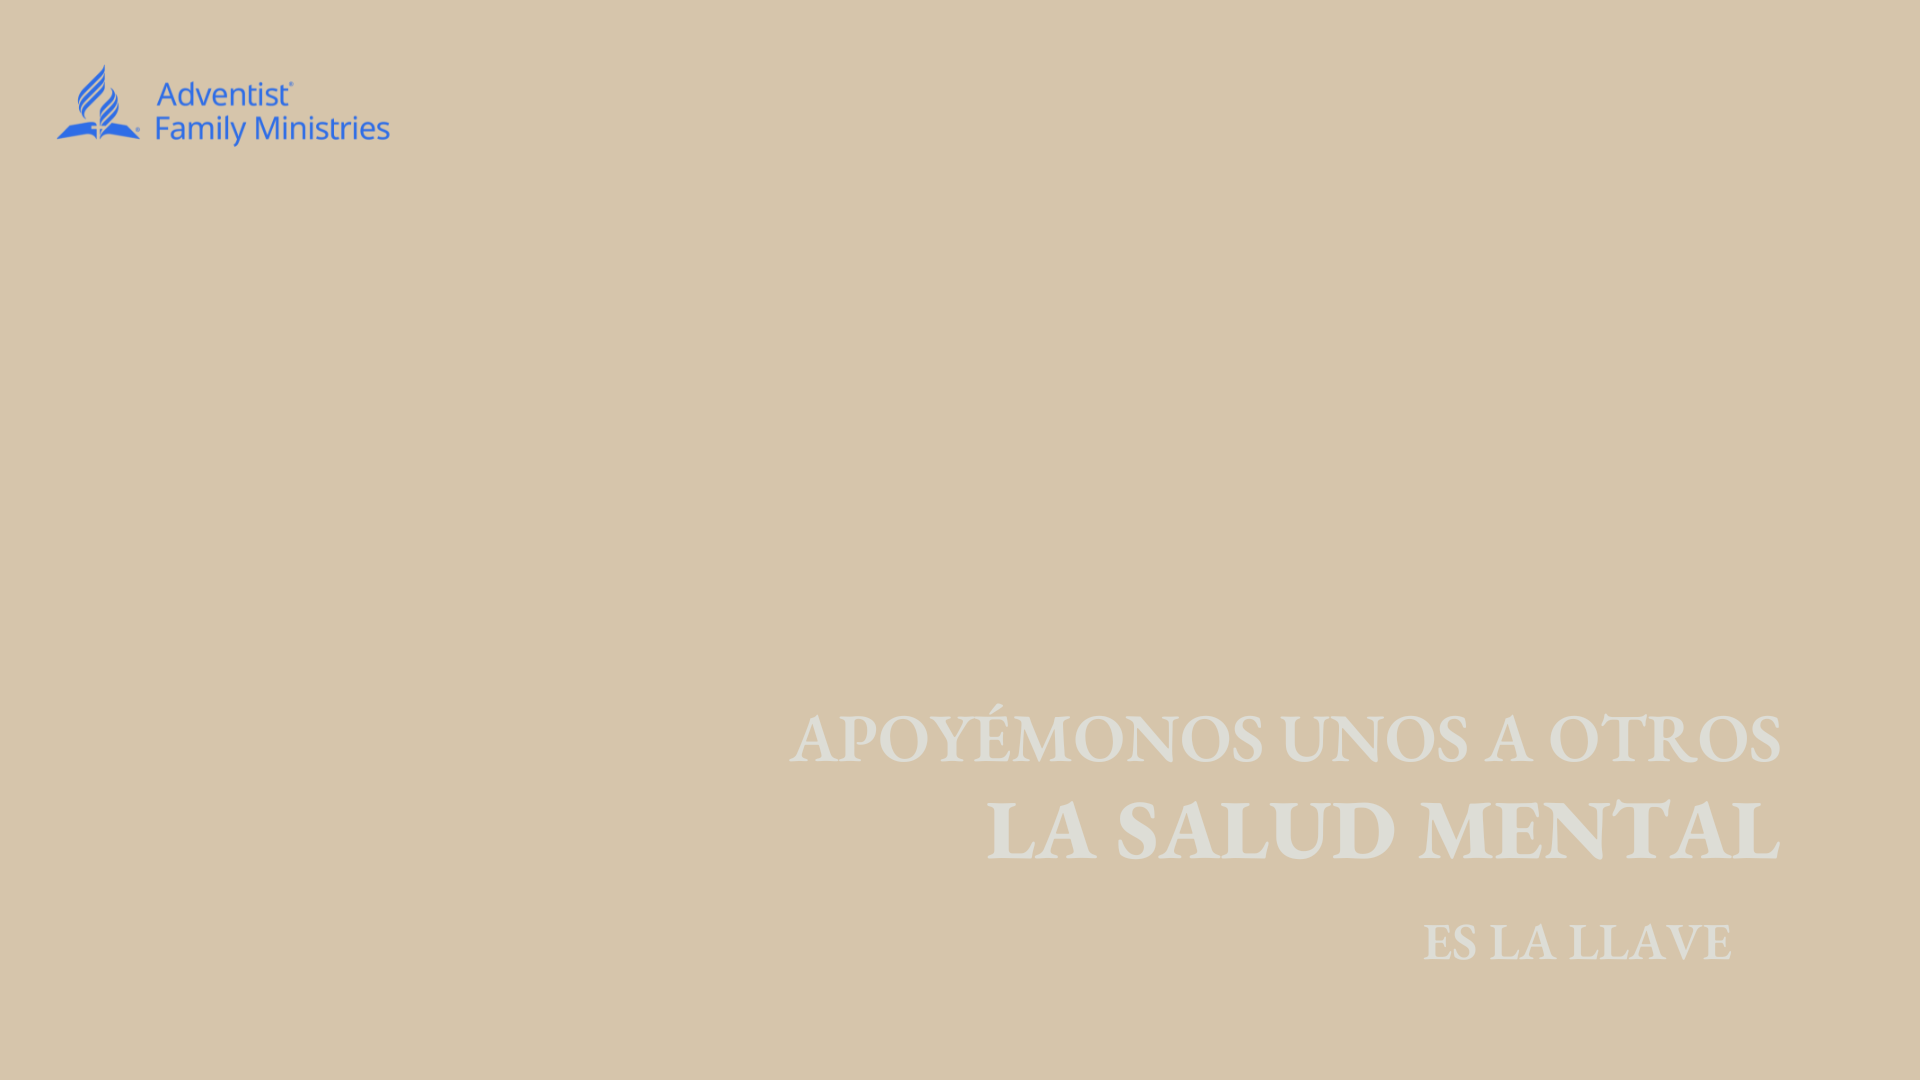 Adventist®
Family Ministries
APOYÉMONOS UNOS A OTROS
LA SALUD MENTAL
ES LA LLAVE